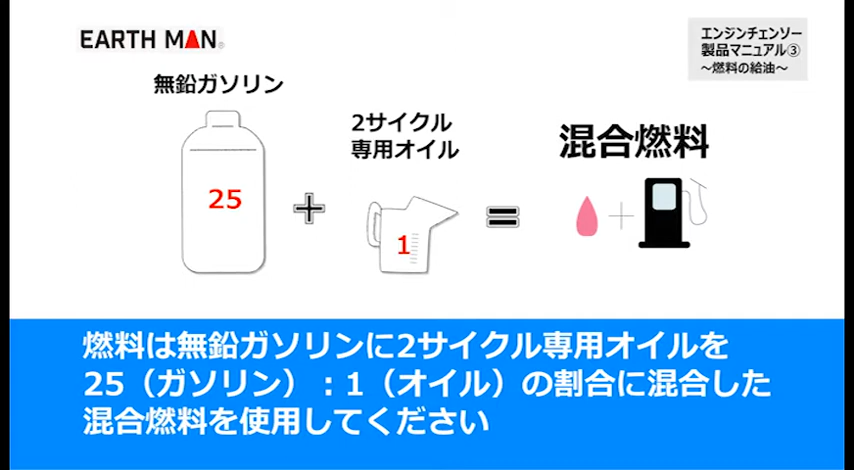 EARTH MAN®
エンジンチェンソー
製品マニュアル③
～燃料の給油～
無鉛ガソリン
2サイクル
専用オイル
混合燃料
25
+
1
=
+
燃料は無鉛ガソリンに2サイクル専用オイルを
25（ガソリン）：1（オイル）の割合に混合した
混合燃料を使用してください